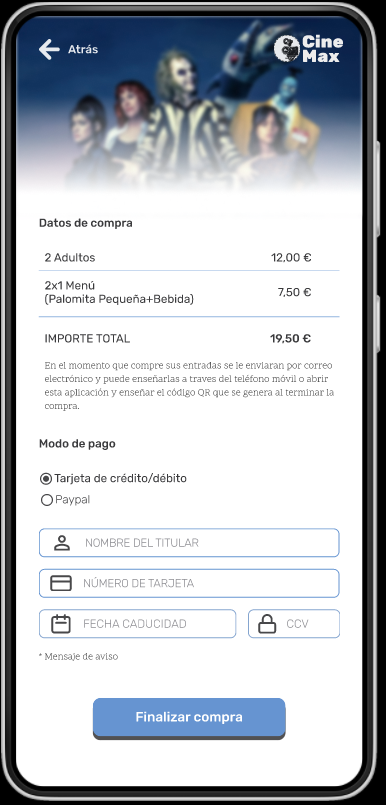 Atrás
Cine
Max
Datos de compra
2 Adultos 12,00 €
2x1 Menú
(Palomita Pequeña+Bebida) 7,50 €
IMPORTE TOTAL 19,50 €
En el momento que compre sus entradas se le enviaran por correo
electrónico y puede enseñarlas a traves del teléfono móvil o abrir
esta aplicación y enseñar el código QR que se genera al terminar la
compra.
Modo de pago
Tarjeta de crédito/débito
Paypal
NOMBRE DEL TITULAR
NÚMERO DE TARJETA
FECHA CADUCIDAD CCV
* Mensaje de aviso
Finalizar compra